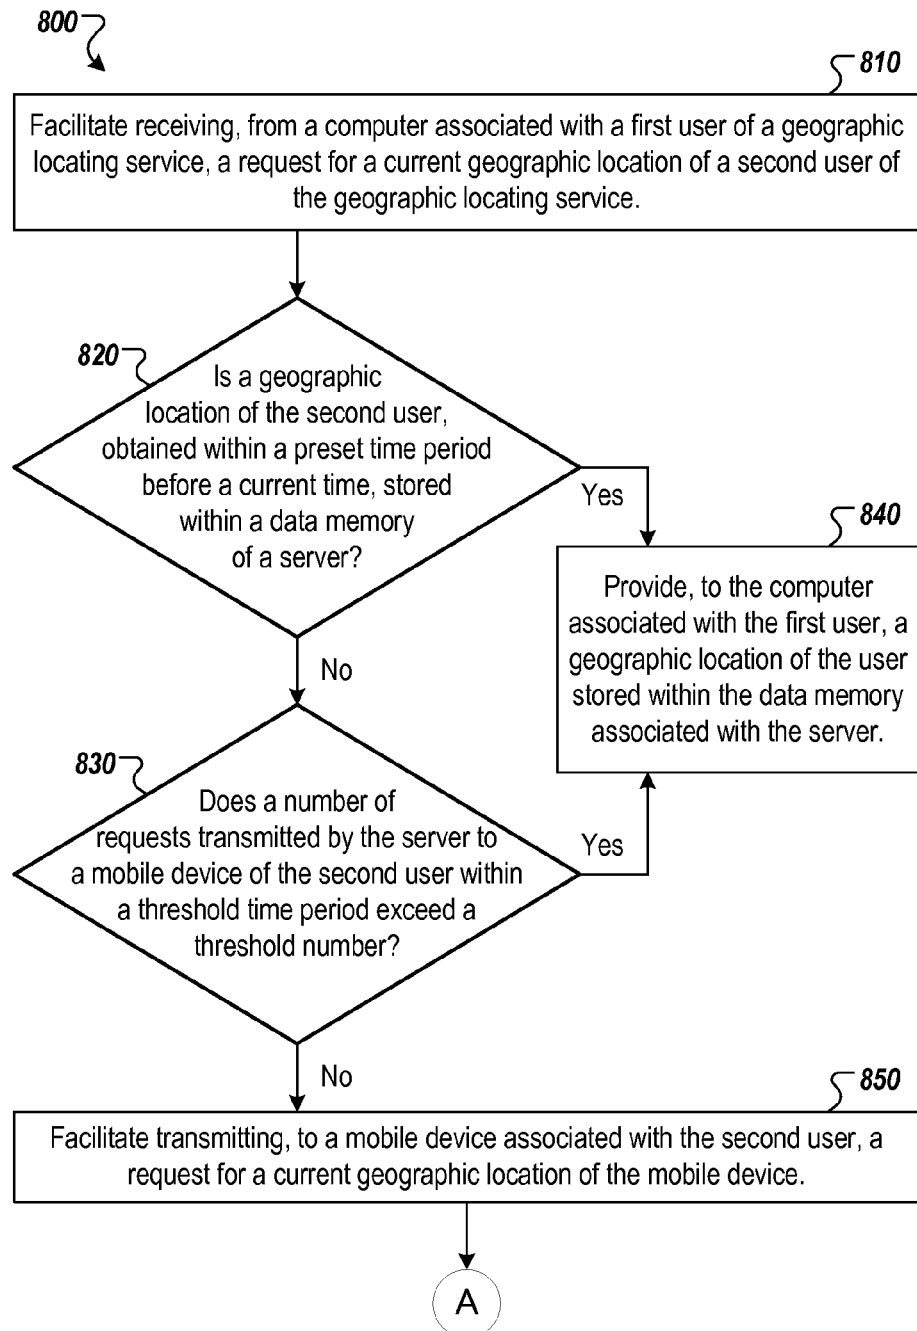 800
810
Facilitate receiving, from a computer associated with a first user of a geographic
locating service, a request for a current geographic location of a second user of
the geographic locating service.
820
Is a geographic
location of the second user,
obtained within a preset time period
before a current time, stored
within a data memory
of a server?
Yes
840
Provide, to the computer
associated with the first user, a
geographic location of the user
stored within the data memory
associated with the server.
No
830
Does a number of
requests transmitted by the server to
a mobile device of the second user within
a threshold time period exceed a
threshold number?
Yes
No
850
Facilitate transmitting, to a mobile device associated with the second user, a
request for a current geographic location of the mobile device.
A